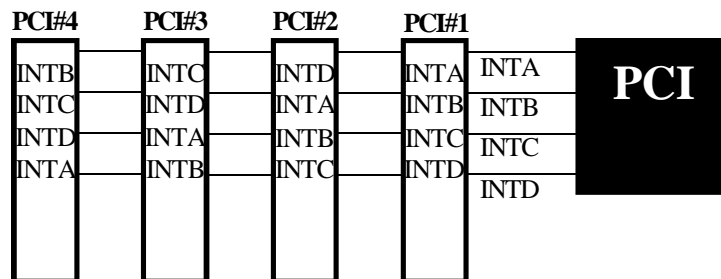 PCI#4 PCI#3 PCI#2 PCI#1
INTB INTC INTD INTA INTA
INTC INTD INTA INTB INTB
INTD INTA INTB INTC INTC
INTA INTB INTC INTD INTD
PCI